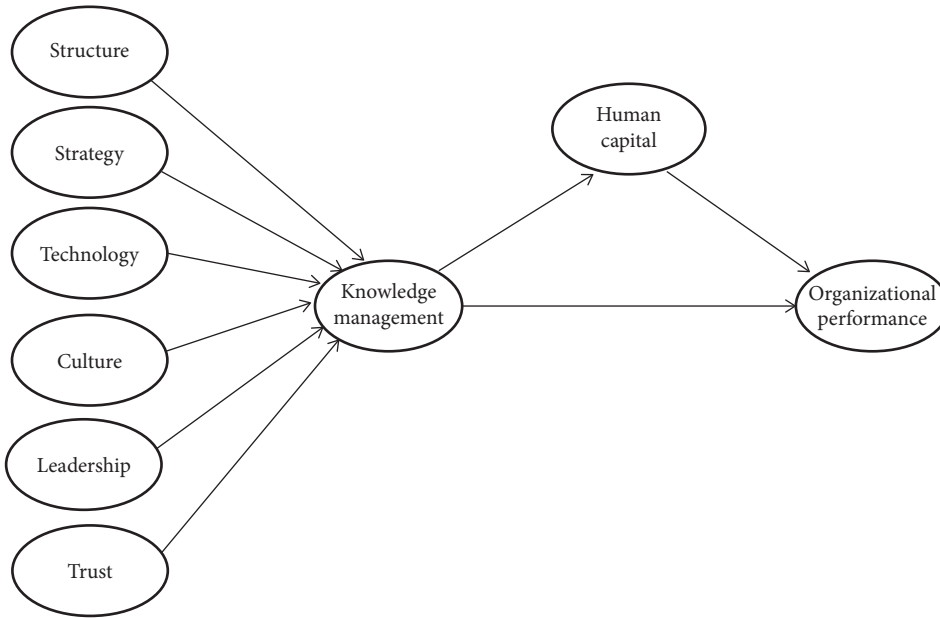 Structure
Strategy
Technology
Culture
Leadership
Trust
Knowledge
management
Human
capital
Organizational
performance